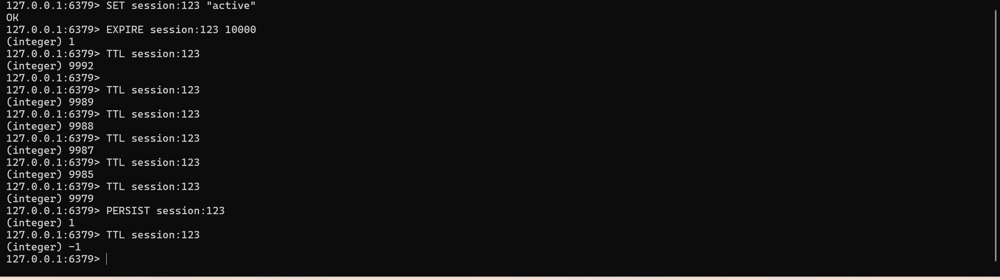 127.0.0.1:6379> SET session:123 "active"
OK
127.0.0.1:6379> EXPIRE session:123 10000
(integer) 1
127.0.0.1:6379> TTL session:123
(integer) 9992
127.0.0.1:6379>
127.0.0.1:6379> TTL session:123
(integer) 9989
127.0.0.1:6379> TTL session:123
(integer) 9988
127.0.0.1:6379> TTL session:123
(integer) 9987
127.0.0.1:6379> TTL session:123
(integer) 9985
127.0.0.1:6379> TTL session:123
(integer) 9979
127.0.0.1:6379> PERSIST session:123
(integer) 1
127.0.0.1:6379> TTL session:123
(integer) -1
127.0.0.1:6379>